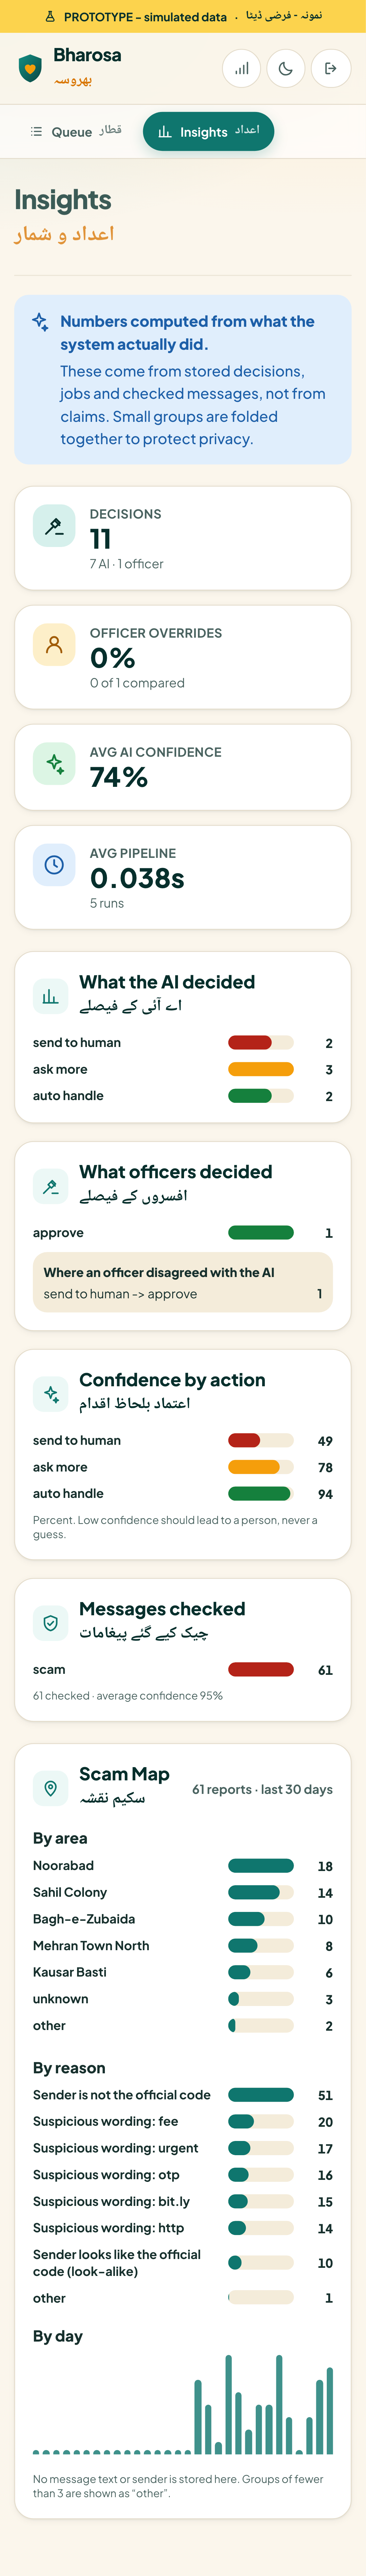 PROTOTYPE - simulated data · نمونہ - فرضی ڈیٹا
Bharosa
بھروسہ
Queue قطار
Insights اعداد
Insights
اعداد و شمار
Numbers computed from what the
system actually did.
These come from stored decisions,
jobs and checked messages, not from
claims. Small groups are folded
together to protect privacy.
DECISIONS
11
7 AI · 1 officer
OFFICER OVERRIDES
0%
0 of 1 compared
AVG AI CONFIDENCE
74%
AVG PIPELINE
0.038s
5 runs
What the AI decided
اے آئی کے فیصلے
send to human 2
ask more 3
auto handle 2
What officers decided
افسروں کے فیصلے
approve 1
Where an officer disagreed with the AI
send to human -> approve 1
Confidence by action
اعتماد بلحاظ اقدام
send to human 49
ask more 78
auto handle 94
Percent. Low confidence should lead to a person, never a
guess.
Messages checked
چیک کیے گئے پیغامات
scam 61
61 checked · average confidence 95%
Scam Map
سکیم نقشہ
61 reports · last 30 days
By area
Noorabad 18
Sahil Colony 14
Bagh-e-Zubaida 10
Mehran Town North 8
Kausar Basti 6
unknown 3
other 2
By reason
Sender is not the official code 51
Suspicious wording: fee 20
Suspicious wording: urgent 17
Suspicious wording: otp 16
Suspicious wording: bit.ly 15
Suspicious wording: http 14
Sender looks like the official
code (look-alike) 10
other 1
By day
No message text or sender is stored here. Groups of fewer
than 3 are shown as "other".